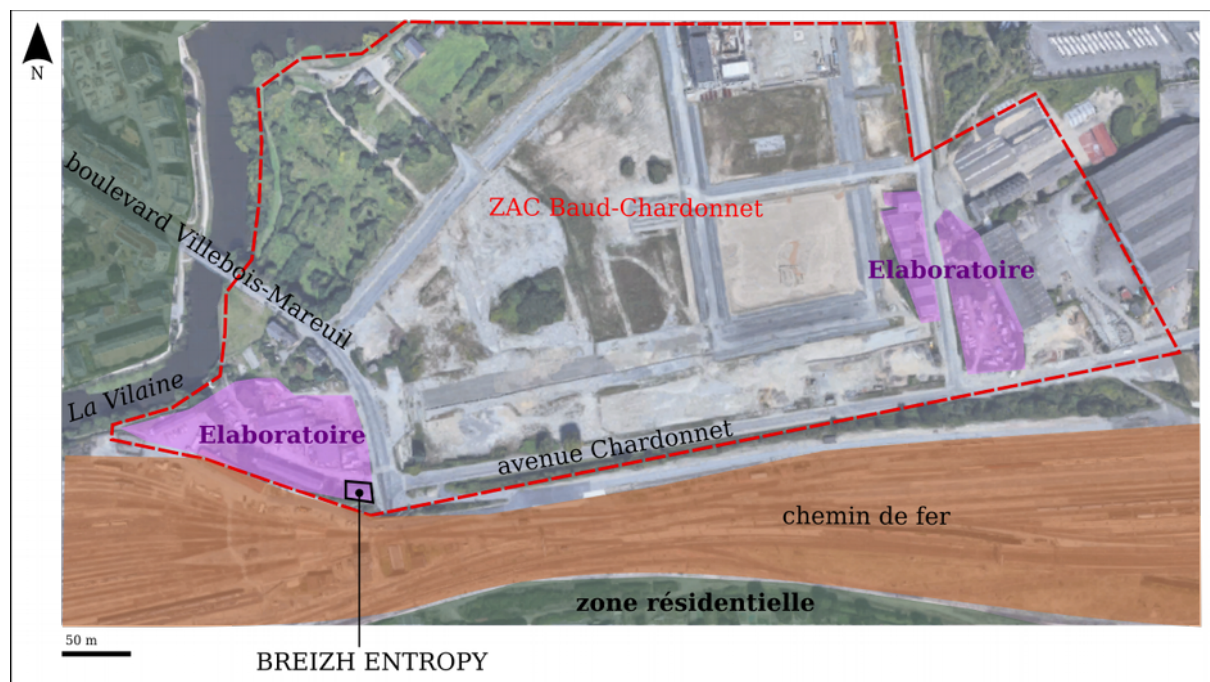 N
boulevard Villebois-Mareuil
ZAC Baud-Chardonnet
Elaboratoire
La Vilaine
Elaboratoire
avenue Chardonnet
chemin de fer
zone résidentielle
50 m
BREIZH ENTROPY